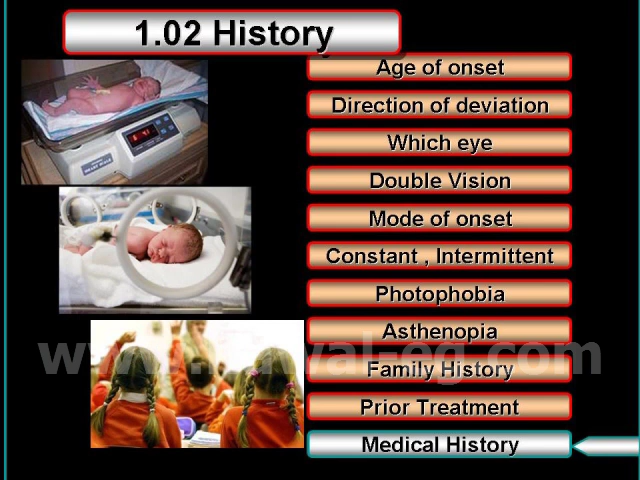 1.02 History
Age of onset
Direction of deviation
Which eye
Double Vision
Mode of onset
Constant , Intermittent
Photophobia
Asthenopia
Family History
Prior Treatment
Medical History